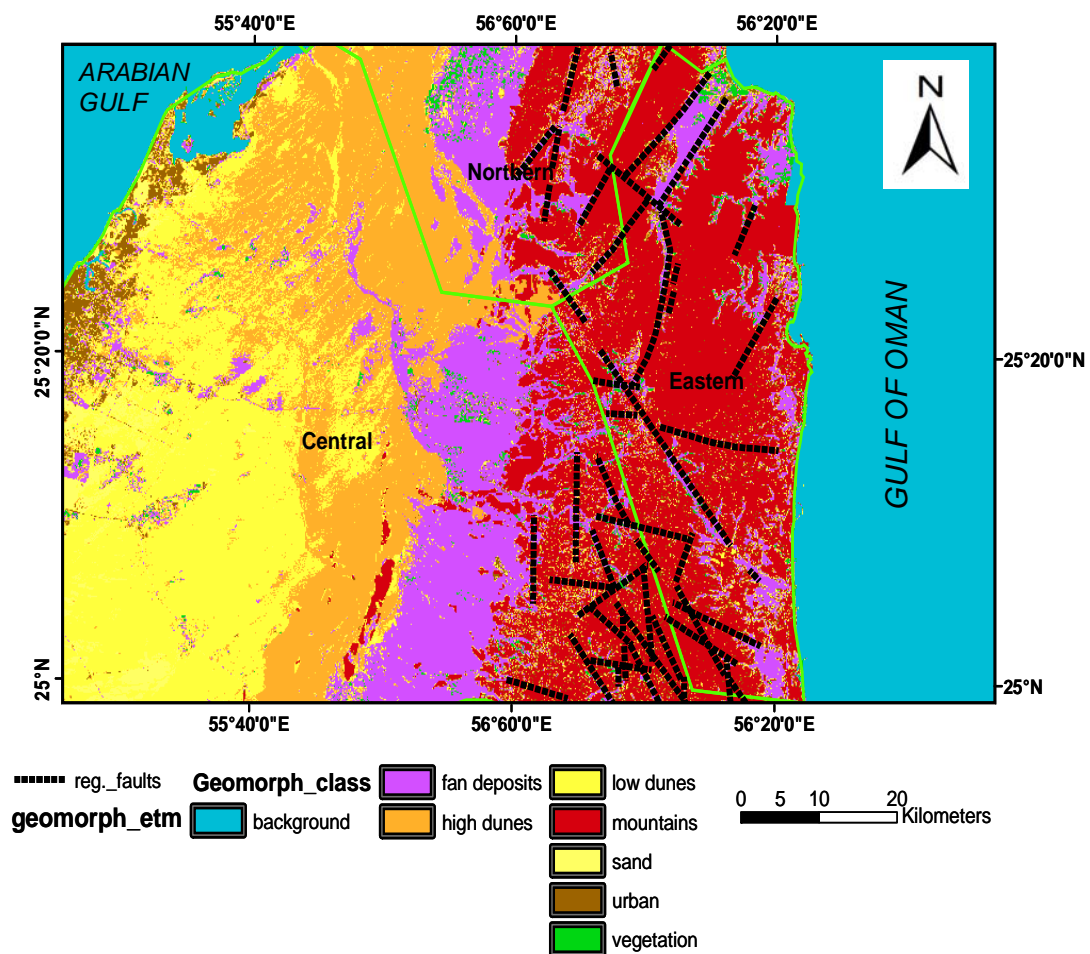 55°40'0"E 56°0'0"E 56°20'0"E
ARABIAN
GULF
N
Northern
25°20'0"N
25°20'0"N
Eastern
GULF OF OMAN
Central
25°N
25°N
55°40'0"E 56°0'0"E 56°20'0"E
reg._faults Geomorph_class fan deposits low dunes
0 5 10 20
Kilometers
geomorph_etm background high dunes mountains
sand
urban
vegetation